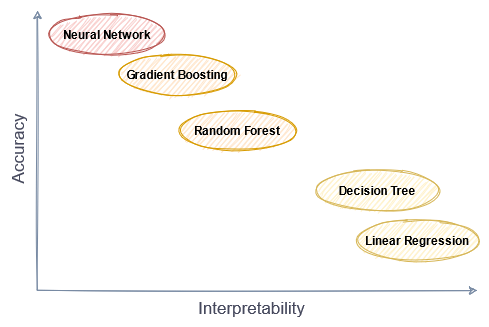 Neural Network
Gradient Boosting
Random Forest
Decision Tree
Linear Regression
Accuracy
Interpretability